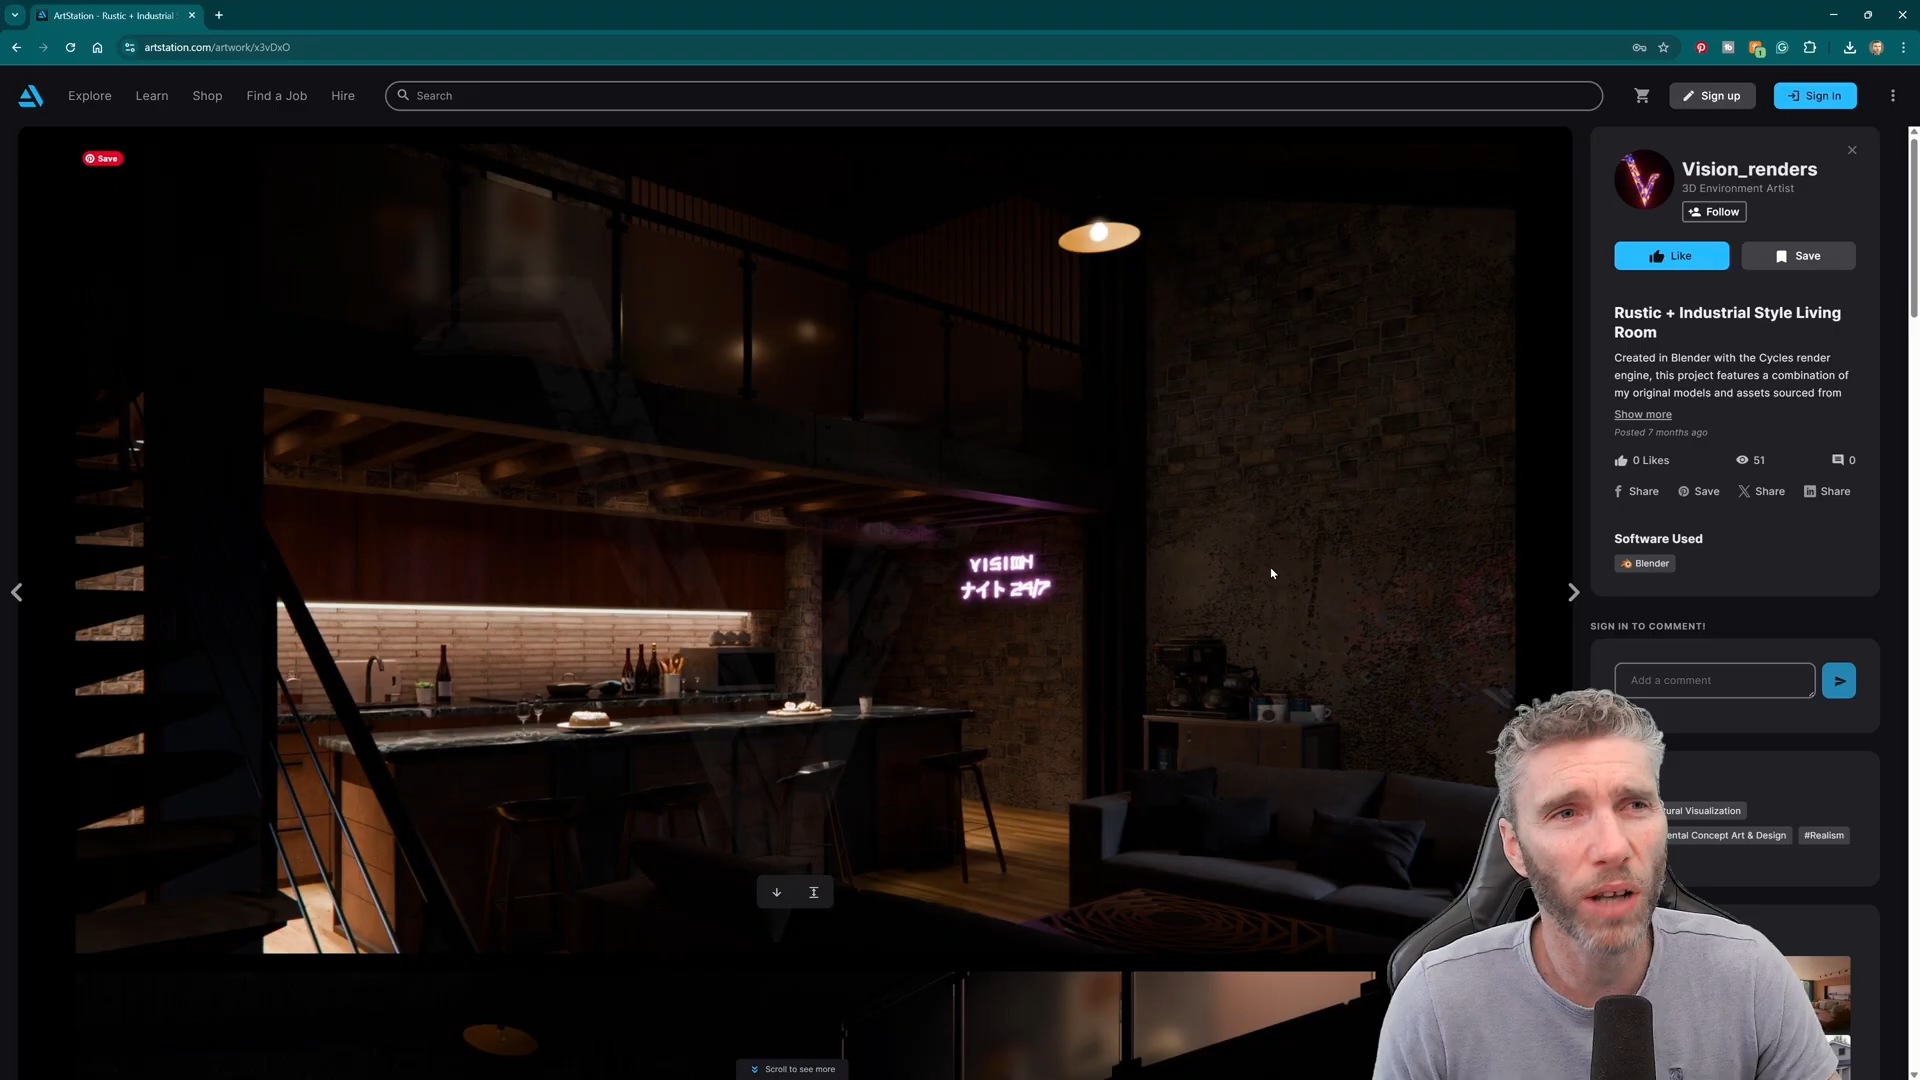 ArtStation - Rustic + Industrial S
artstation.com/artwork/x3vDxO
Explore
Learn
Shop
Find a Job
Hire
Search
Sign up
Sign In
Save
Vision_renders
3D Environment Artist
Follow
Like
Save
Rustic + Industrial Style Living
Room
Created in Blender with the Cycles render
engine, this project features a combination of
my original models and assets sourced from
Show more
Posted 7 months ago
0 Likes
51
0
Share
Save
Share
Share
Software Used
Blender
VISION
ナイト 24/7
SIGN IN TO COMMENT!
Add a comment
tural Visualization
ental Concept Art & Design
#Realism
Scroll to see more